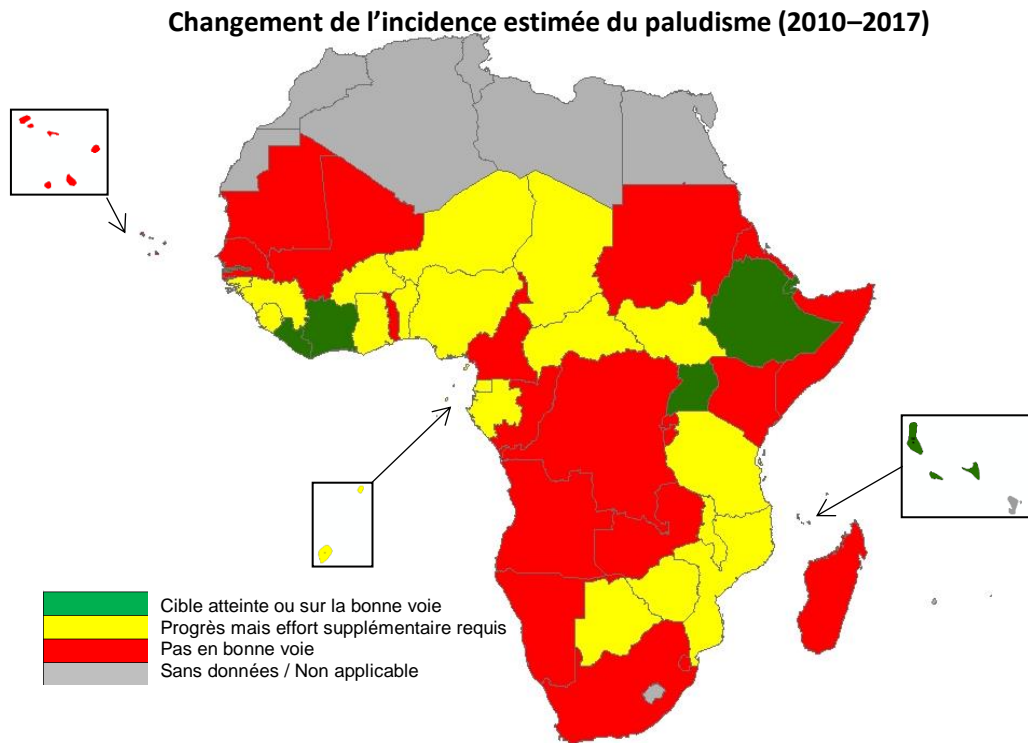 Changement de l’incidence estimée du paludisme (2010–2017)
Cible atteinte ou sur la bonne voie
Progrès mais effort supplémentaire requis
Pas en bonne voie
Sans données / Non applicable